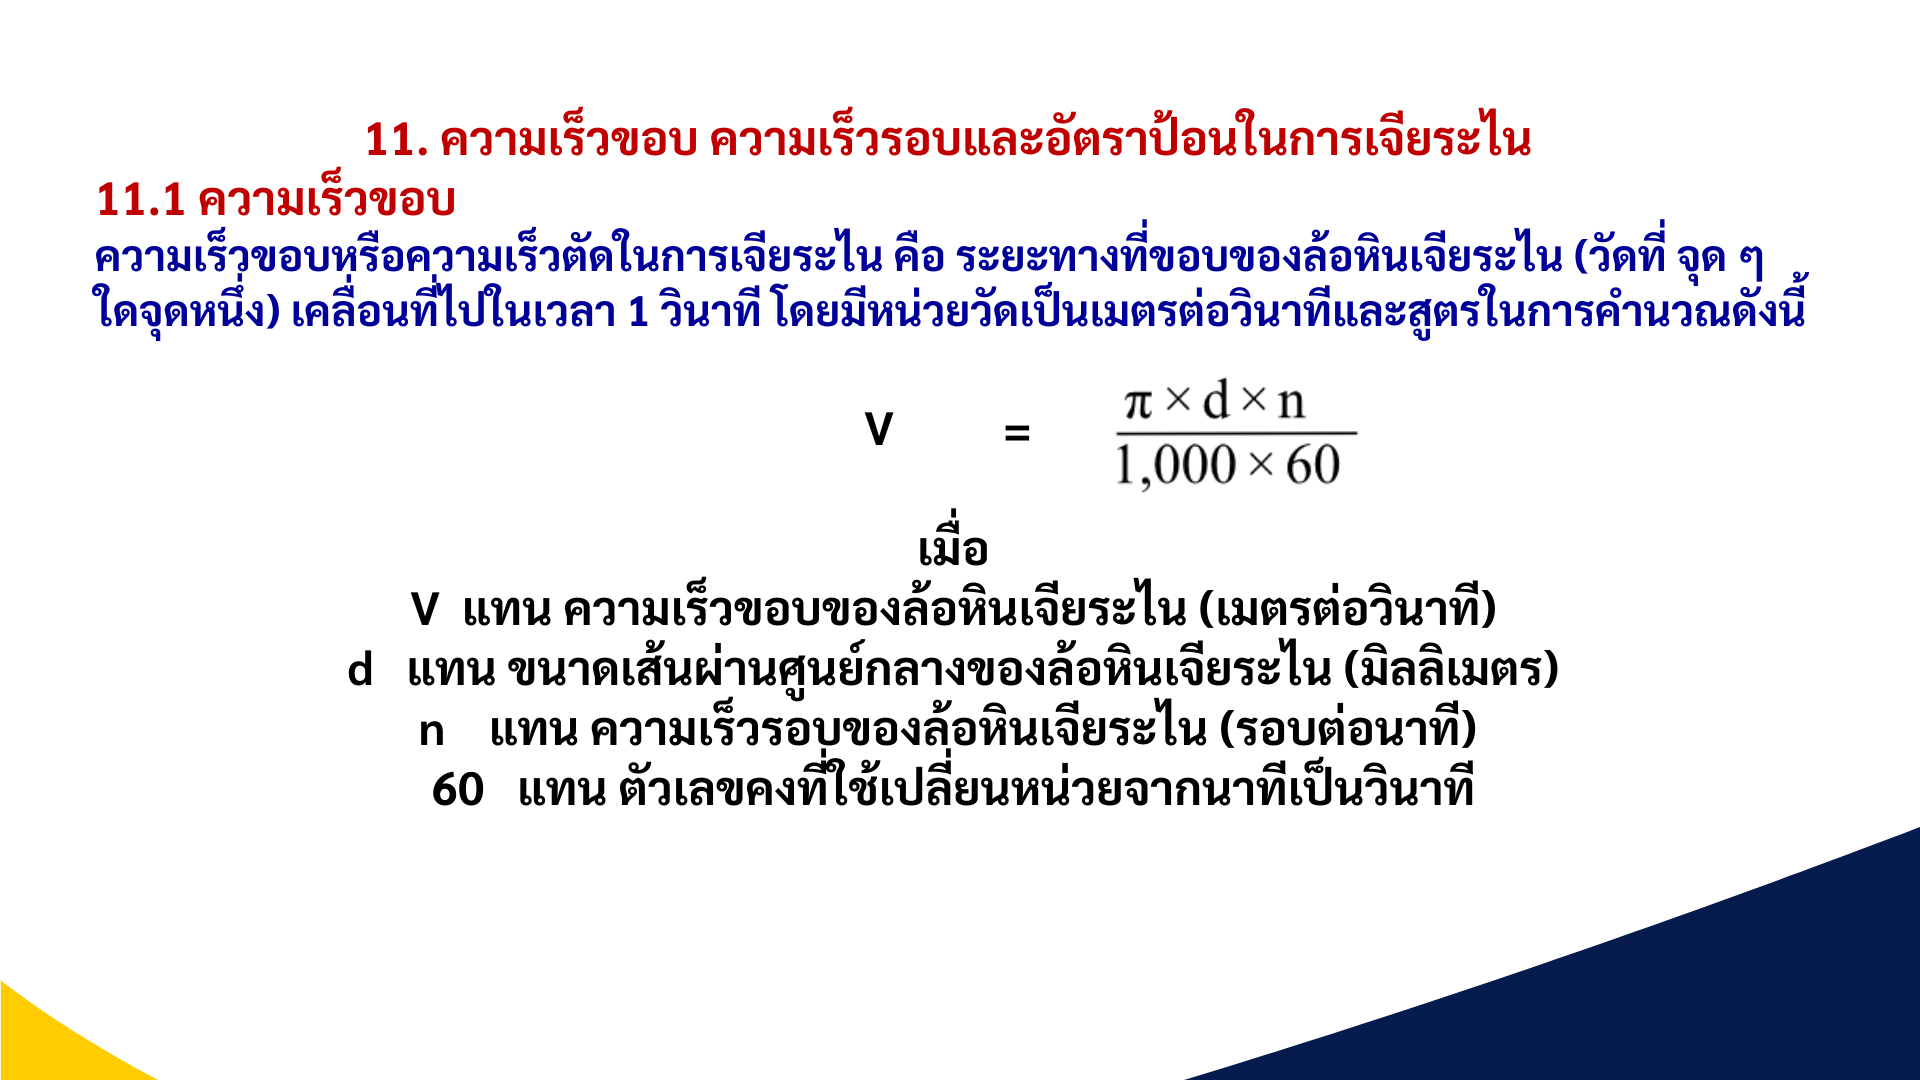 11. ความเร็วขอบ ความเร็วรอบและอัตราป้อนในการเจียระไน
11.1 ความเร็วขอบ
ความเร็วขอบหรือความเร็วตัดในการเจียระไน คือ ระยะทางที่ขอบของล้อหินเจียระไน (วัดที่ จุด ๆ
ใดจุดหนึ่ง) เคลื่อนที่ไปในเวลา 1 วินาที โดยมีหน่วยวัดเป็นเมตรต่อวินาทีและสูตรในการคำนวณดังนี้
V = π × d × n
1,000 × 60
เมื่อ
V แทน ความเร็วขอบของล้อหินเจียระไน (เมตรต่อวินาที)
d แทน ขนาดเส้นผ่านศูนย์กลางของล้อหินเจียระไน (มิลลิเมตร)
n แทน ความเร็วรอบของล้อหินเจียระไน (รอบต่อนาที)
60 แทน ตัวเลขคงที่ใช้เปลี่ยนหน่วยจากนาทีเป็นวินาที